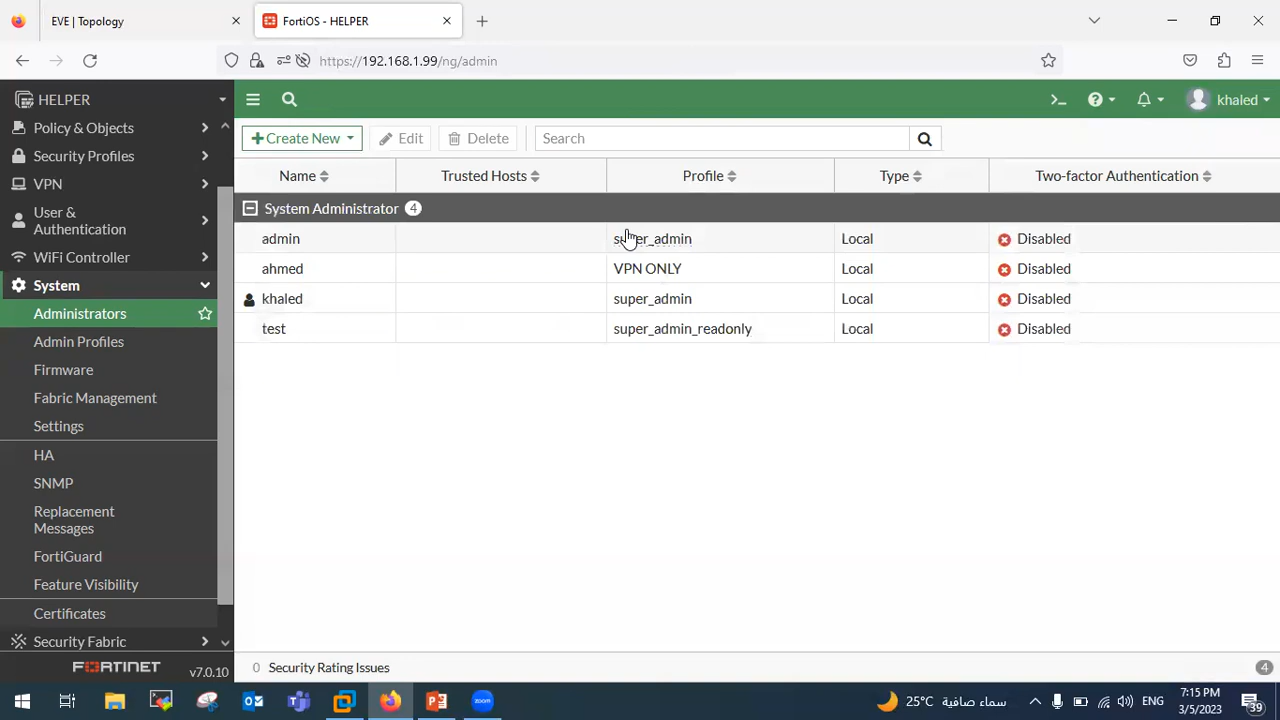 EVE | Topology
FortiOS - HELPER
https://192.168.1.99/ng/admin
HELPER
khaled
Policy & Objects
Security Profiles
VPN
User &
Authentication
WiFi Controller
System
Administrators
Admin Profiles
Firmware
Fabric Management
Settings
HA
SNMP
Replacement
Messages
FortiGuard
Feature Visibility
Certificates
Security Fabric
FORTINET v7.0.10
+Create New Edit Delete Search
Name Trusted Hosts Profile Type Two-factor Authentication
System Administrator 4
admin super_admin Local Disabled
ahmed VPN ONLY Local Disabled
khaled super_admin Local Disabled
test super_admin_readonly Local Disabled
0 Security Rating Issues 4
25°C سماء صافية
ENG
7:15 PM
3/5/2023
39